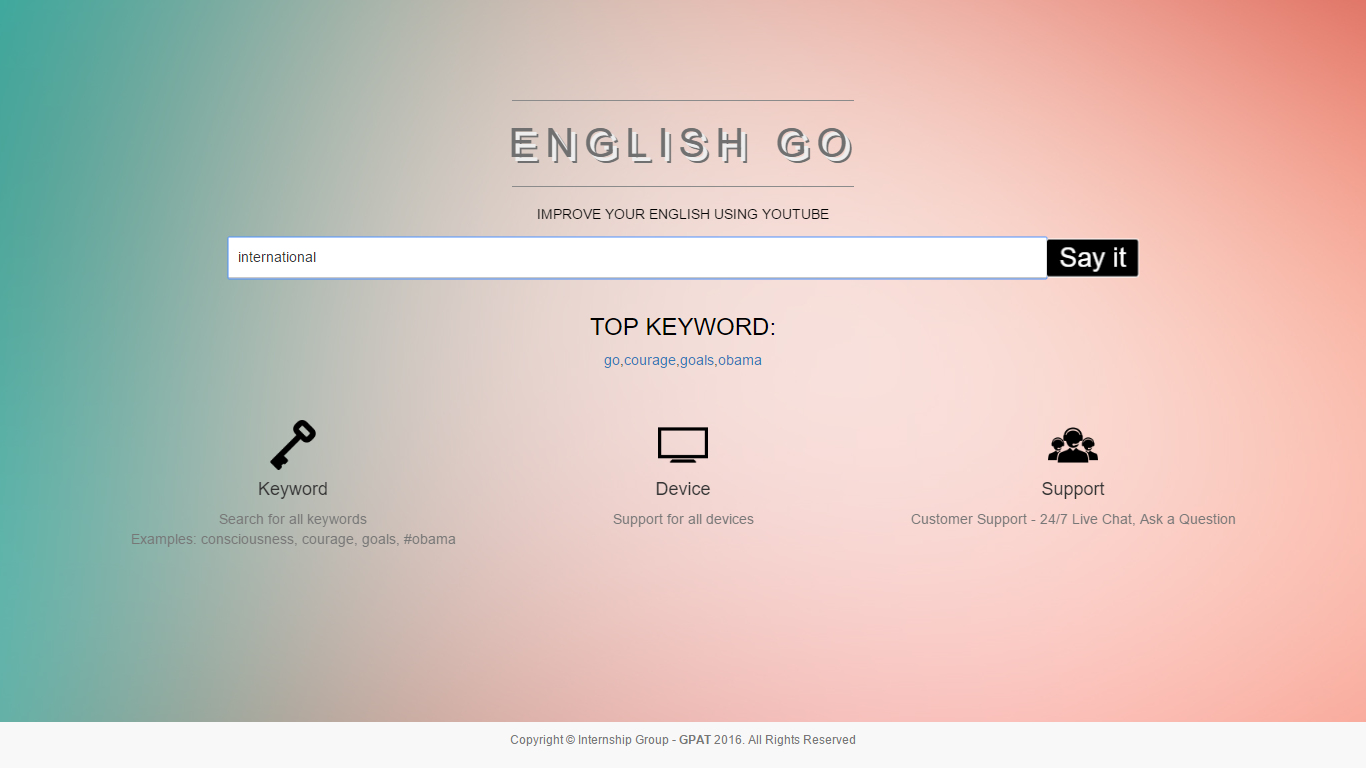 ENGLISH GO
IMPROVE YOUR ENGLISH USING YOUTUBE
international
Say it
TOP KEYWORD:
go,courage,goals,obama
Keyword
Search for all keywords
Examples: consciousness, courage, goals, #obama
Device
Support for all devices
Support
Customer Support - 24/7 Live Chat, Ask a Question
Copyright © Internship Group - GPAT 2016. All Rights Reserved